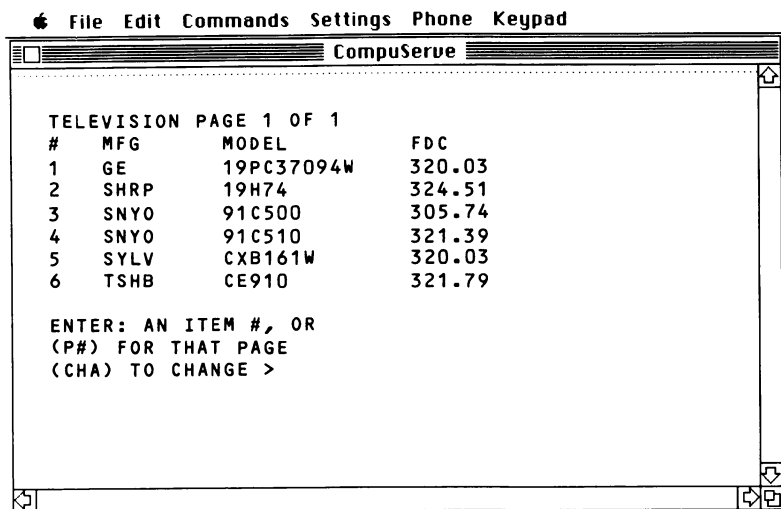 File Edit Commands Settings Phone Keypad
CompuServe
TELEVISION PAGE 1 OF 1
# MFG MODEL FDC
1 GE 19PC37094W 320.03
2 SHRP 19H74 324.51
3 SNYO 91C500 305.74
4 SNYO 91C510 321.39
5 SYLV CXB161W 320.03
6 TSHB CE910 321.79
ENTER: AN ITEM #, OR
(P#) FOR THAT PAGE
(CHA) TO CHANGE >